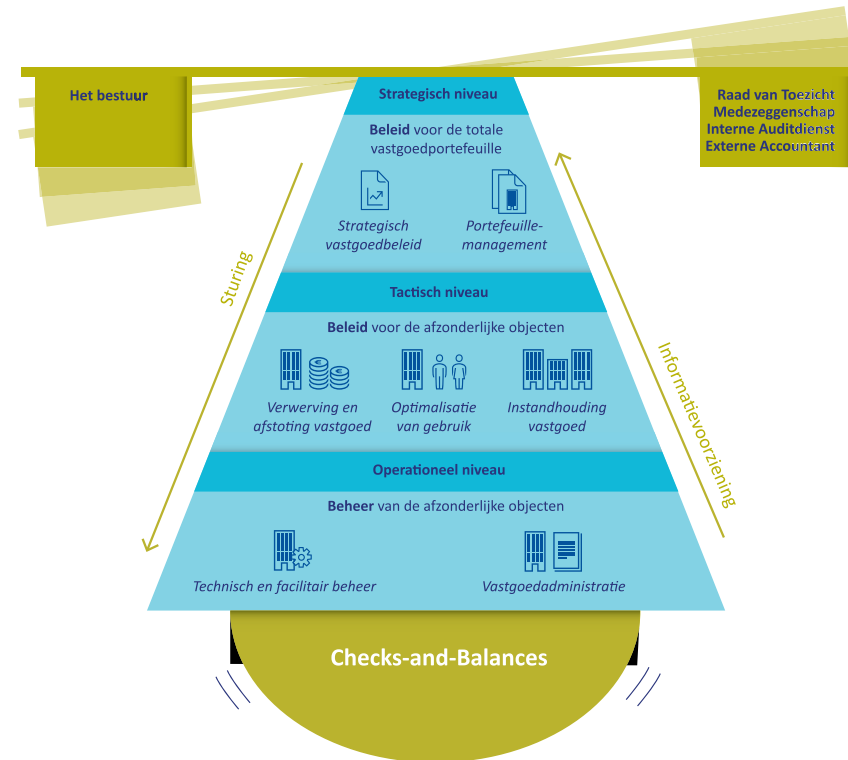 Het bestuur
Strategisch niveau
Raad van Toezicht
Medezeggenschap
Interne Auditdienst
Externe Accountant
Beleid voor de totale
vastgoedportefeuille
Strategisch
vastgoedbeleid
Portefeuille-
management
Sturing
Tactisch niveau
Beleid voor de afzonderlijke objecten
€
€
Verwerving en
afstoting vastgoed
Optimalisatie
van gebruik
Instandhouding
vastgoed
Informatievoorziening
Operationeel niveau
Beheer van de afzonderlijke objecten
Technisch en facilitair beheer
Vastgoedadministratie
Checks-and-Balances